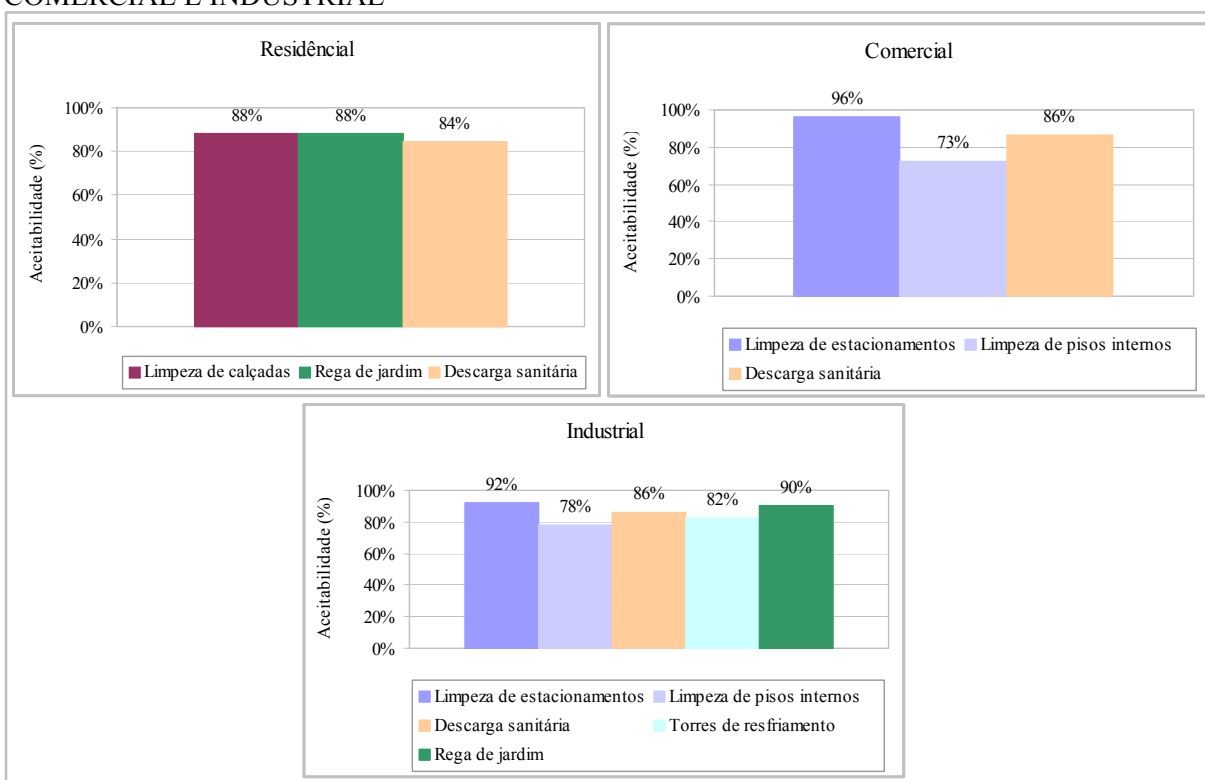 COMERCIAL E INDUSTRIAL
Residêncial
88% 88% 84%
100%
80%
60%
40%
20%
0%
Aceitabilidade (%)
Limpeza de calçadas Rega de jardim Descarga sanitária
Comercial
96%
73%
86%
100%
80%
60%
40%
20%
0%
Aceitabilidade (%)
Limpeza de estacionamentos Limpeza de pisos internos
Descarga sanitária
Industrial
92%
78%
86%
82%
90%
100%
80%
60%
40%
20%
0%
Aceitabilidade (%)
Limpeza de estacionamentos Limpeza de pisos internos
Descarga sanitária Torres de resfriamento
Rega de jardim